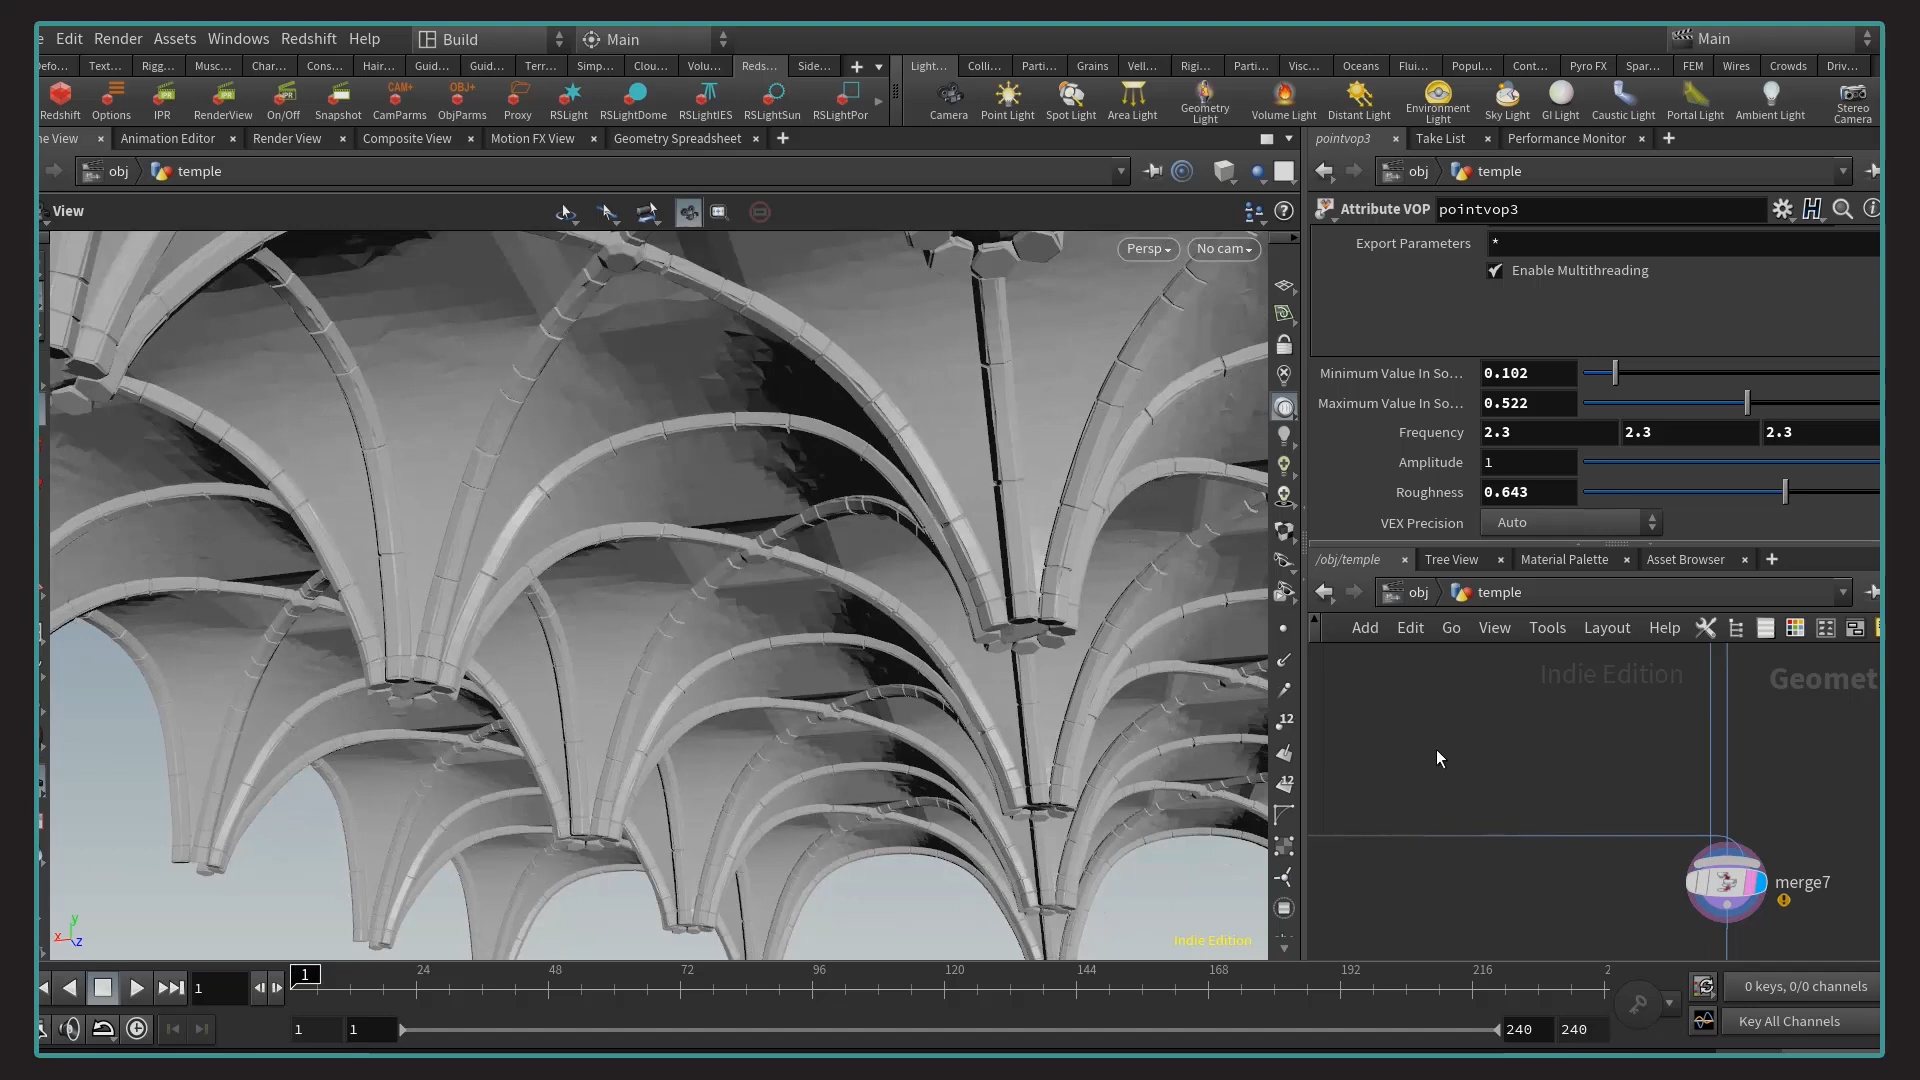 Edit Render Assets Windows Redshift Help Build Main Main
Text... Rigg... Musc... Char... Cons... Hair... Guid... Guid... Terr... Simp... Clou... Volu... Reds... Side... Light... Colli... Parti... Grains Vell... Rigi... Parti... Visc... Oceans Flui... Popul... Cont... Pyro FX Spar... FEM Wires Crowds Driv...
Redshift Options IPR RenderView On/Off Snapshot CamParms ObjParms Proxy RSLight RSLightDome RSLightIES RSLightSun RSLightPor Camera Point Light Spot Light Area Light Geometry Light Volume Light Distant Light Environment Light Sky Light GI Light Caustic Light Portal Light Ambient Light Stereo Camera
ne View Animation Editor Render View Composite View Motion FX View Geometry Spreadsheet pointvop3 Take List Performance Monitor
obj temple obj temple
View Attribute VOP pointvop3
Persp No cam Export Parameters *
Enable Multithreading
Minimum Value In So... 0.102
Maximum Value In So... 0.522
Frequency 2.3 2.3 2.3
Amplitude 1
Roughness 0.643
VEX Precision Auto
/obj/temple Tree View Material Palette Asset Browser
obj temple
Add Edit Go View Tools Layout Help
Indie Edition Geomet
12
12
merge7
y
x z
Indie Edition
1 1 24 48 72 96 120 144 168 192 216 2 0 keys, 0/0 channels
1 1 240 240 Key All Channels